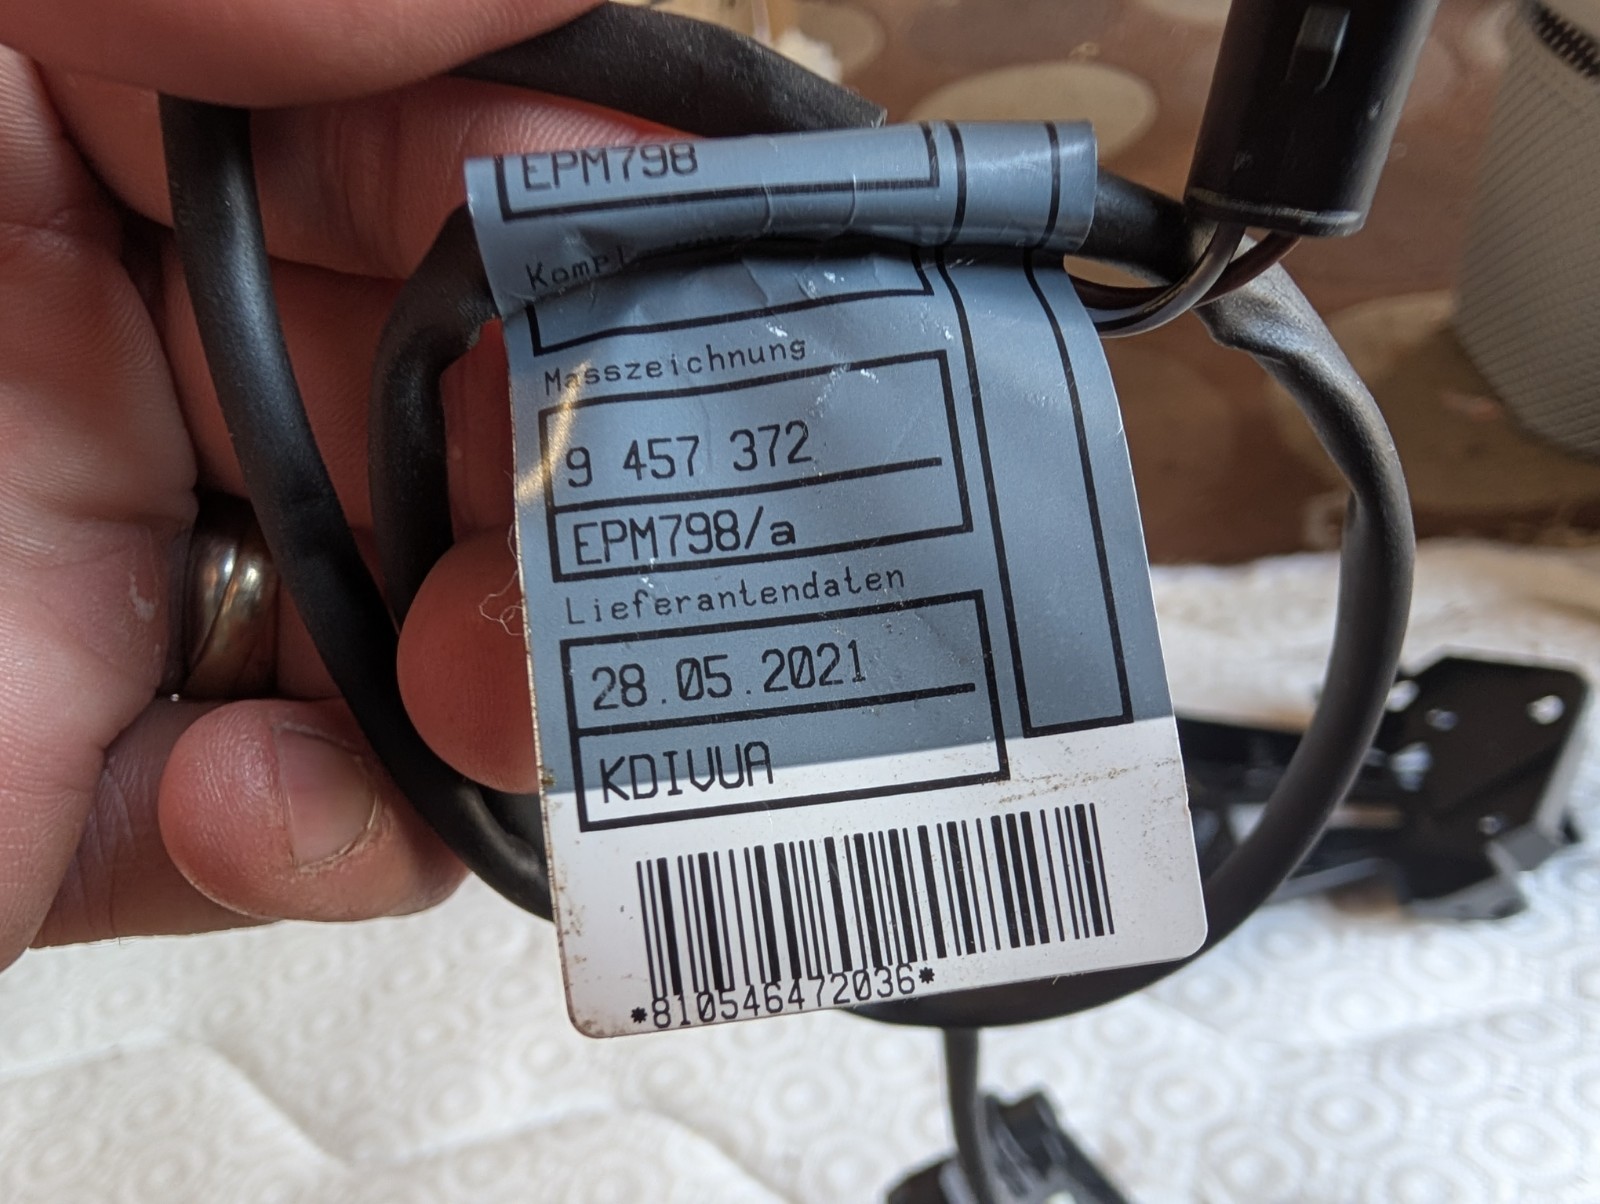 EPM798
Masszeichnung
9 457 372
EPM798/a
Lieferantendaten
28.05.2021
KDIVUA
*810546472036*